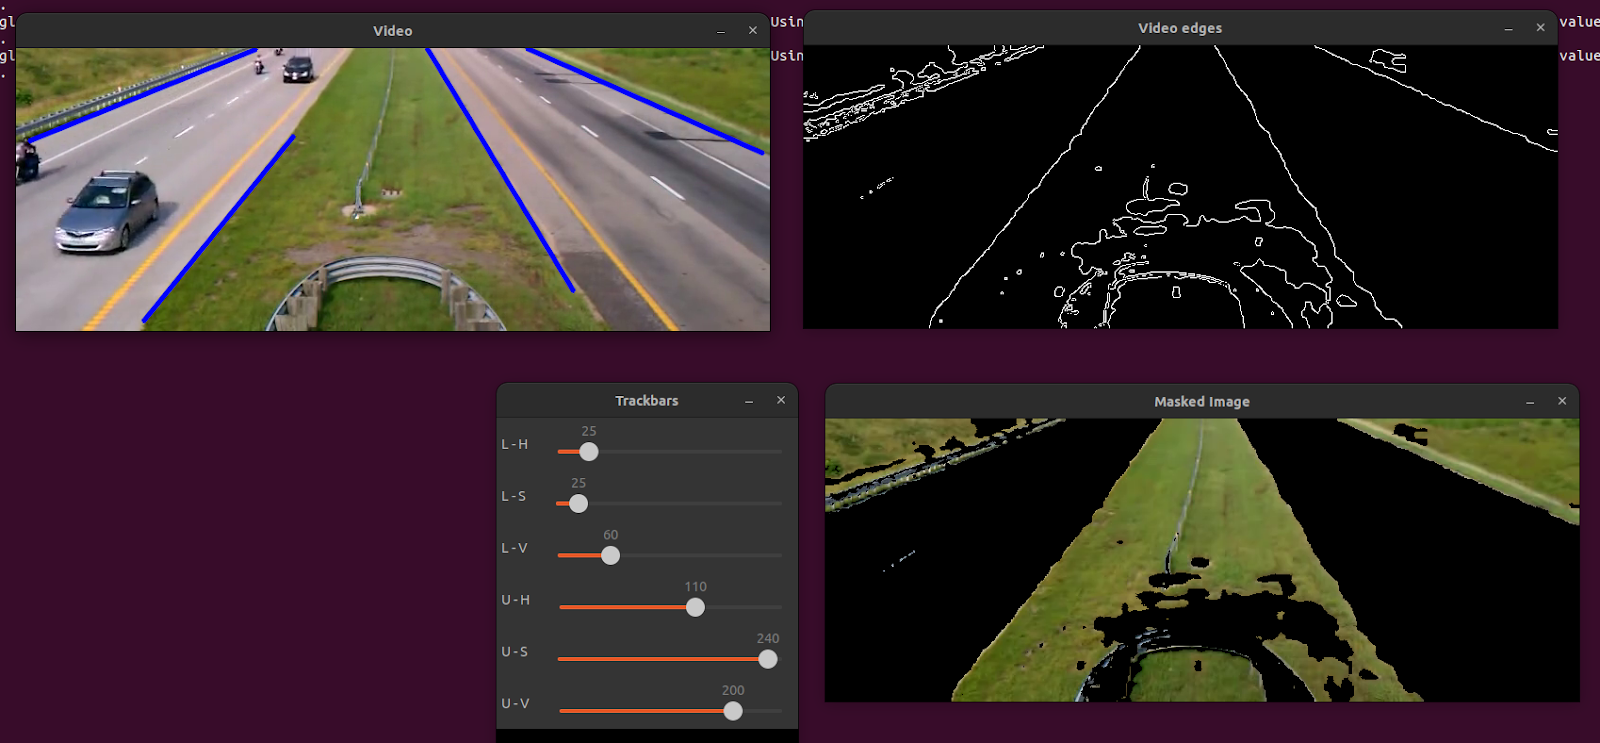 .
gl
Usin
value
.
gl
Usin
value
.
Video
Video edges
Trackbars
L-H
25
L-S
25
L-V
60
U-H
110
U-S
240
U-V
200
Masked Image